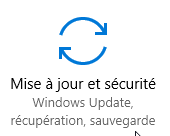 Mise à jour et sécurité
Windows Update,
récupération, sauvegarde